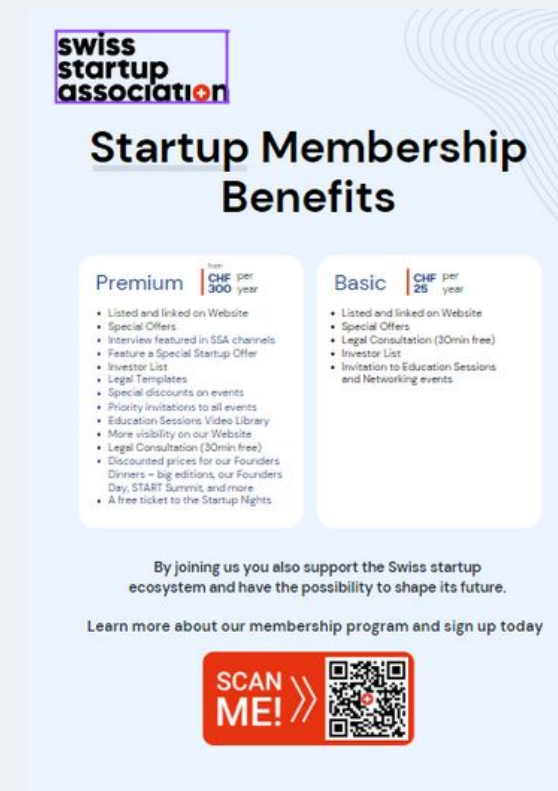 swiss
startup
association
Startup Membership
Benefits
Premium
from
CHF per
300 year
Listed and linked on Website
Special Offers
Interview featured in SSA channels
Feature a Special Startup Offer
Investor List
Legal Templates
Special discounts on events
Priority invitations to all events
Education Sessions Video Library
More visibility on our Website
Legal Consultation (30min free)
Discounted prices for our Founders
Dinners – big editions, our Founders
Day, START Summit, and more
A free ticket to the Startup Nights
Basic
CHF per
25 year
Listed and linked on Website
Special Offers
Legal Consultation (30min free)
Investor List
Invitation to Education Sessions
and Networking events
By joining us you also support the Swiss startup
ecosystem and have the possibility to shape its future.
Learn more about our membership program and sign up today
SCAN
ME!